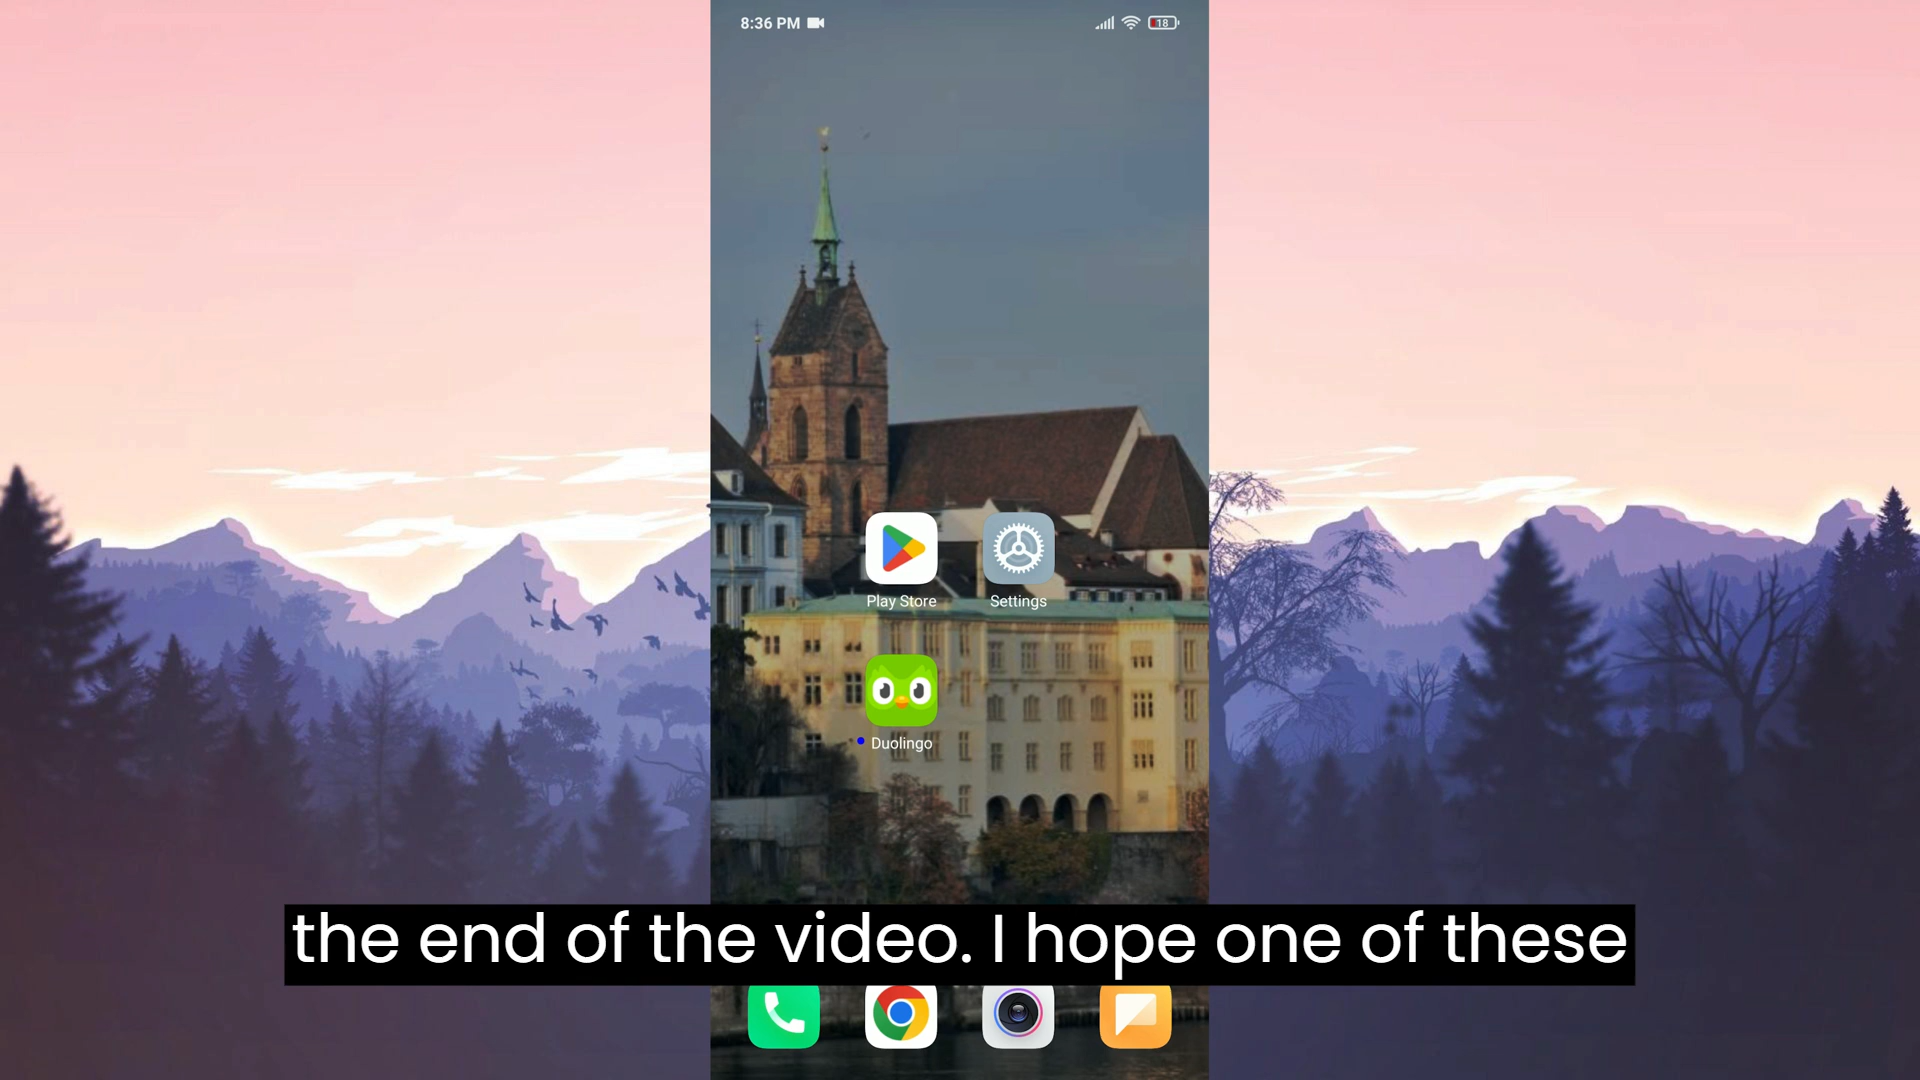 8:36 PM
18
Play Store
Settings
Duolingo
the end of the video. I hope one of these